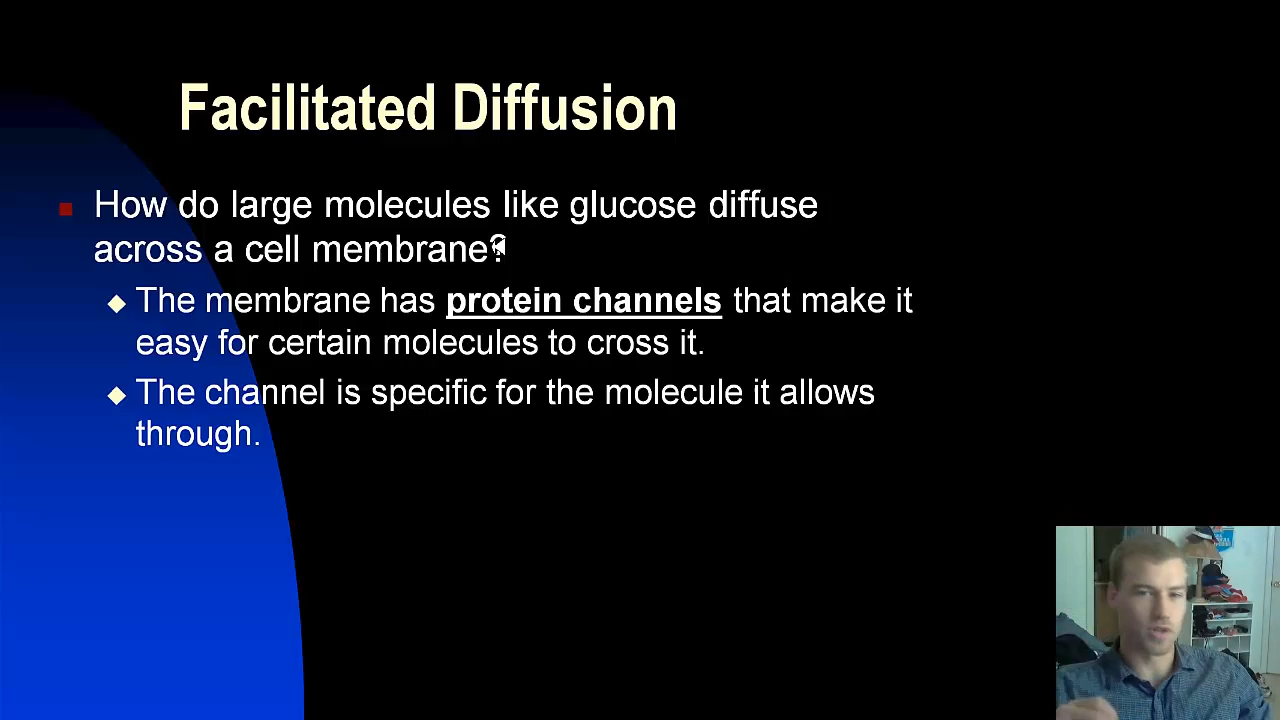 Facilitated Diffusion
How do large molecules like glucose diffuse
across a cell membrane?
The membrane has protein channels that make it
easy for certain molecules to cross it.
The channel is specific for the molecule it allows
through.